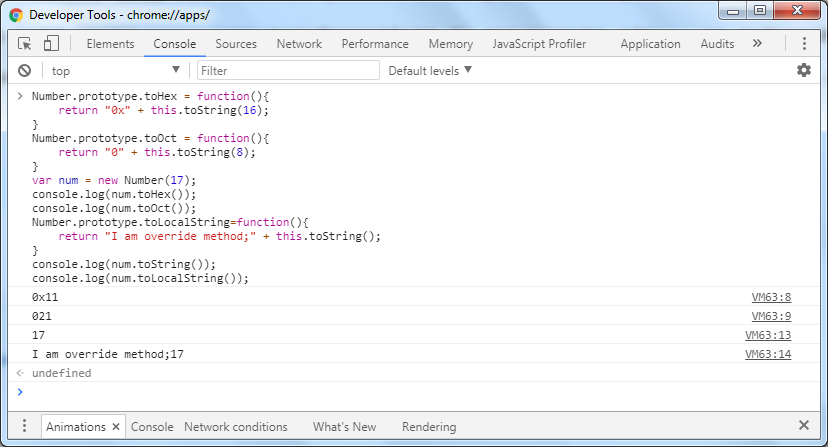 Developer Tools - chrome://apps/
Elements Console Sources Network Performance Memory JavaScript Profiler Application Audits »
top ▼ Filter Default levels ▼
> Number.prototype.toHex = function(){
    return "0x" + this.toString(16);
}
Number.prototype.toOct = function(){
    return "0" + this.toString(8);
}
var num = new Number(17);
console.log(num.toHex());
console.log(num.toOct());
Number.prototype.toLocalString=function(){
    return "I am override method;" + this.toString();
}
console.log(num.toString());
console.log(num.toLocalString());
0x11 VM63:8
021 VM63:9
17 VM63:13
I am override method;17 VM63:14
undefined
>
Animations × Console Network conditions What's New Rendering ×